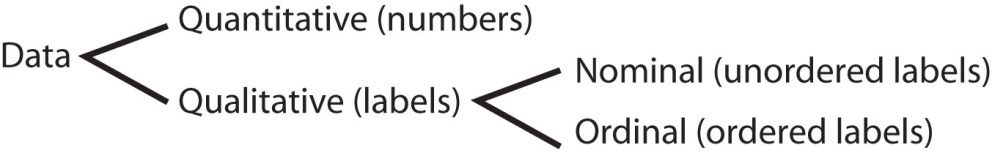 Data
Quantitative (numbers)
Qualitative (labels)
Nominal (unordered labels)
Ordinal (ordered labels)